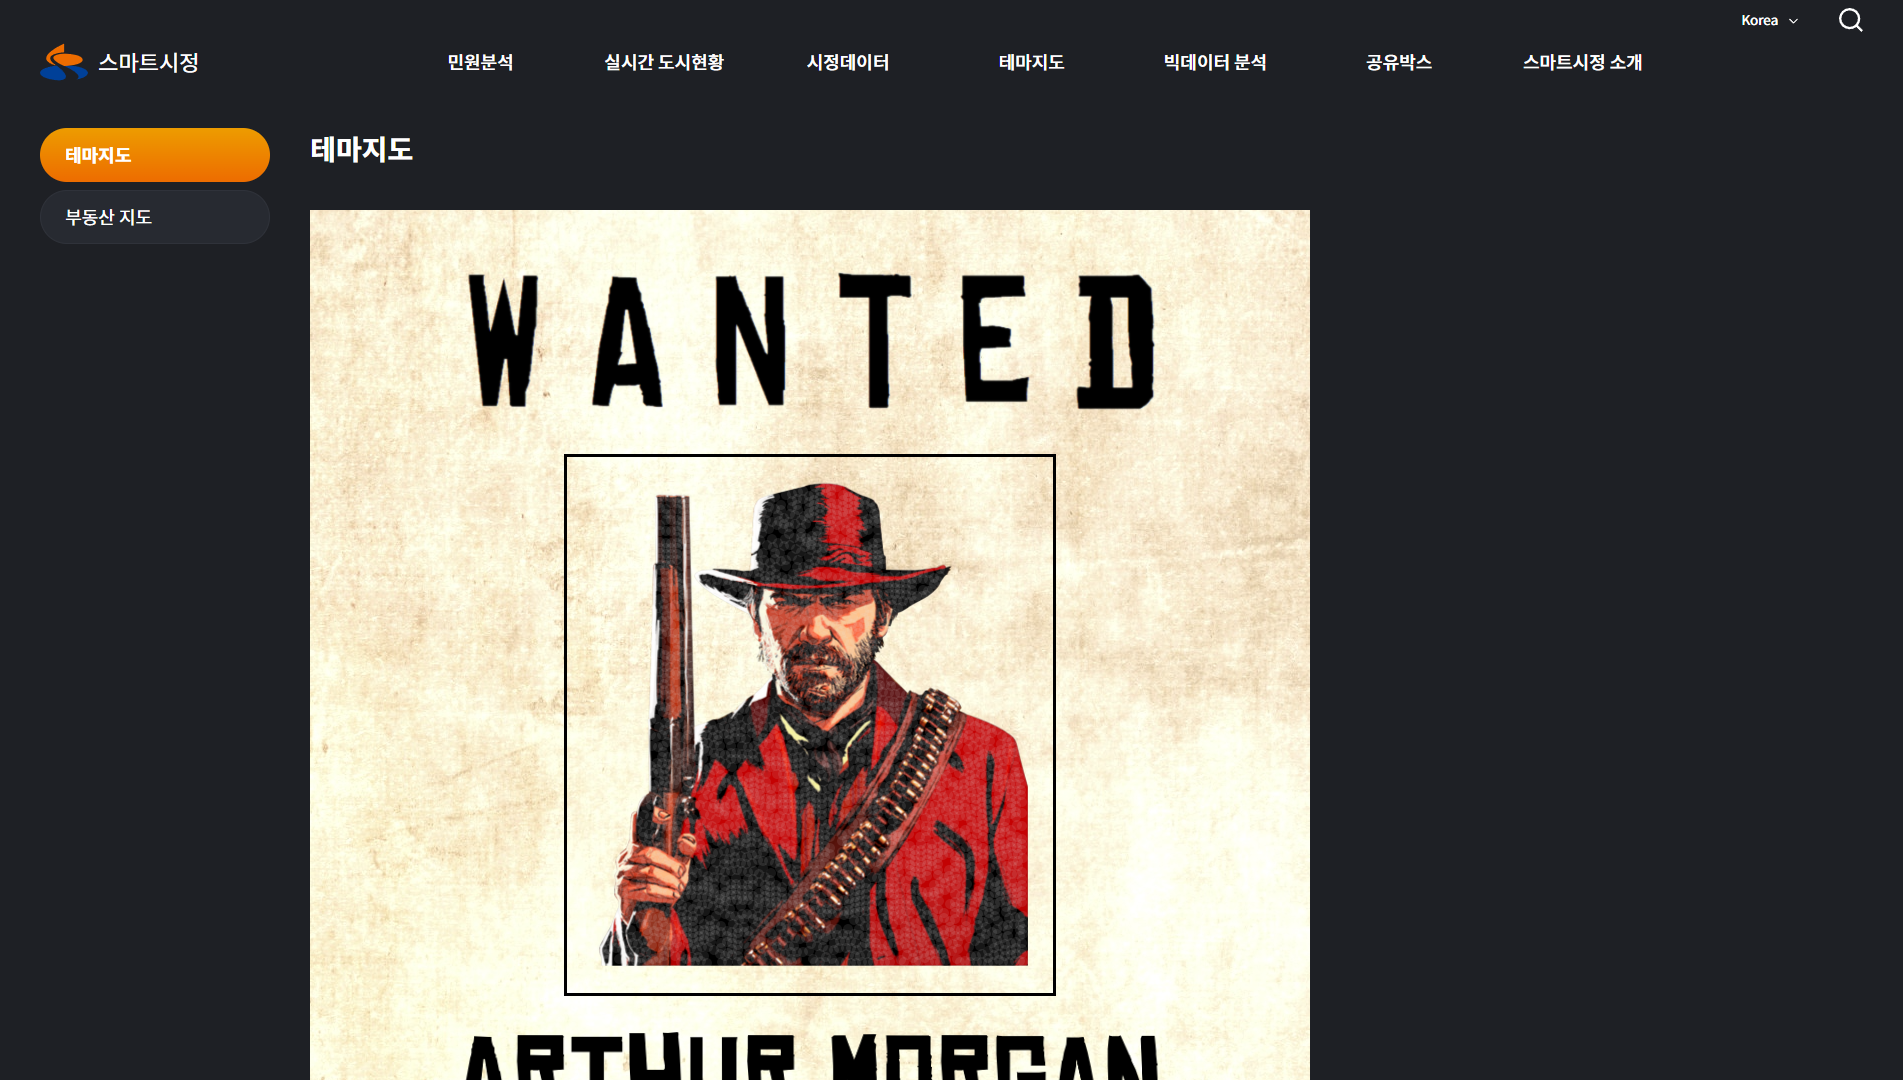 Korea
스마트시정
민원분석 실시간 도시현황 시정데이터 테마지도 빅데이터 분석 공유박스 스마트시정 소개
테마지도
부동산 지도
테마지도
WANTED
ARTHUR MORGAN